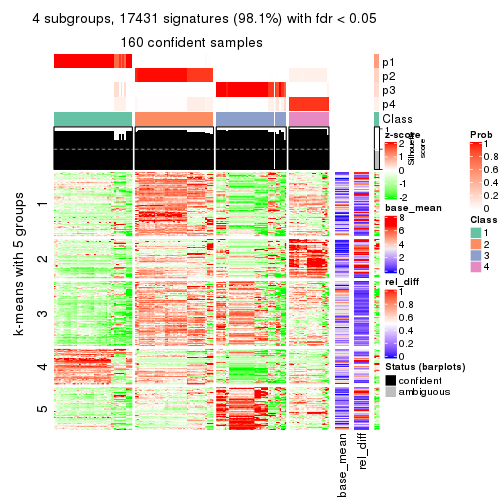 4 subgroups, 17431 signatures (98.1%) with fdr < 0.05
160 confident samples
p1
p2
p3
p4
Class
1
0
Silhouette
score
k-means with 5 groups
1
2
3
4
5
base_mean
rel_diff
z-score
2
1
0
-1
-2
base_mean
8
6
4
2
0
rel_diff
1
0.8
0.6
0.4
0.2
0
Status (barplots)
confident
ambiguous
Prob
1
0.8
0.6
0.4
0.2
0
Class
1
2
3
4